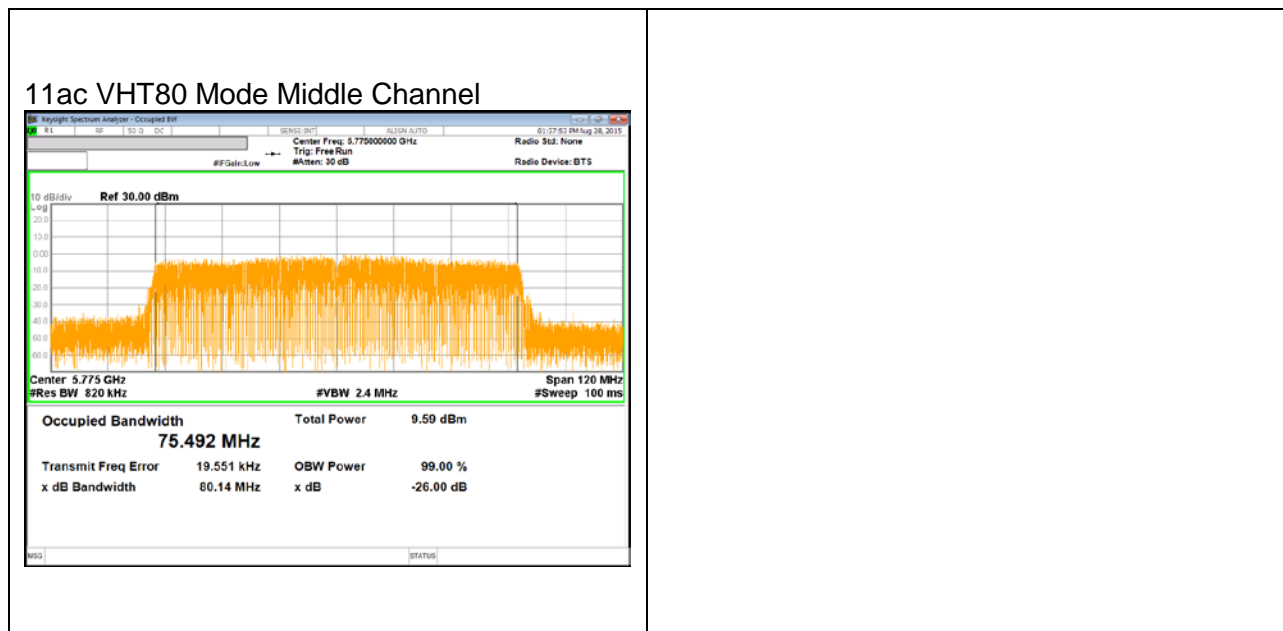 11ac VHT80 Mode Middle Channel
Keysight Spectrum Analyzer - Occupied BW
RL RF 50 Ω DC SENSE:INT ALIGN AUTO 01:37:53 PM Aug 28, 2015
Center Freq: 5.775000000 GHz Radio Std: None
Trig: Free Run
#IFGain:Low #Atten: 30 dB Radio Device: BTS
10 dB/div Ref 30.00 dBm
Log
20.0
10.0
0.00
-10.0
-20.0
-30.0
-40.0
-50.0
-60.0
Center 5.775 GHz Span 120 MHz
#Res BW 820 kHz #VBW 2.4 MHz #Sweep 100 ms
Occupied Bandwidth Total Power 9.59 dBm
75.492 MHz
Transmit Freq Error 19.551 kHz OBW Power 99.00 %
x dB Bandwidth 80.14 MHz x dB -26.00 dB
MSG STATUS